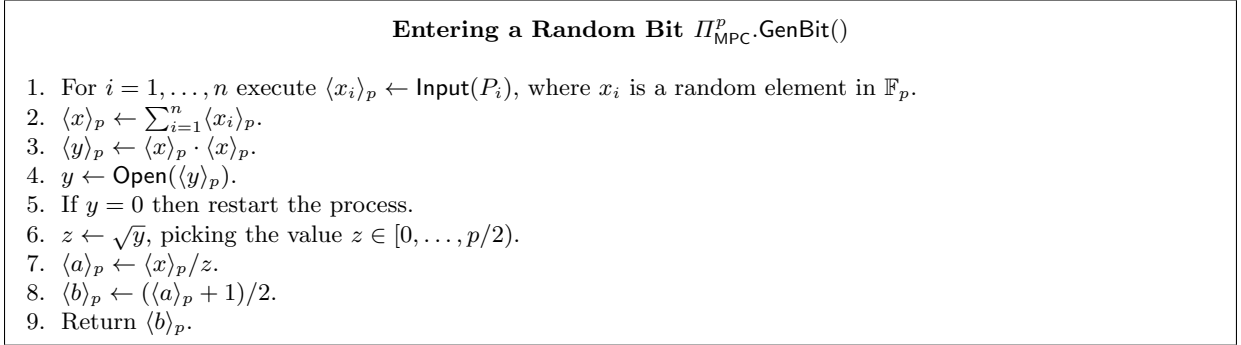 Entering a Random Bit Π^p_MPC.GenBit()
1. For i = 1, . . . , n execute ⟨x_i⟩_p ← Input(P_i), where x_i is a random element in 𝔽_p.
2. ⟨x⟩_p ← ∑_{i=1}^n ⟨x_i⟩_p.
3. ⟨y⟩_p ← ⟨x⟩_p · ⟨x⟩_p.
4. y ← Open(⟨y⟩_p).
5. If y = 0 then restart the process.
6. z ← √y, picking the value z ∈ [0, . . . , p/2).
7. ⟨a⟩_p ← ⟨x⟩_p/z.
8. ⟨b⟩_p ← (⟨a⟩_p + 1)/2.
9. Return ⟨b⟩_p.